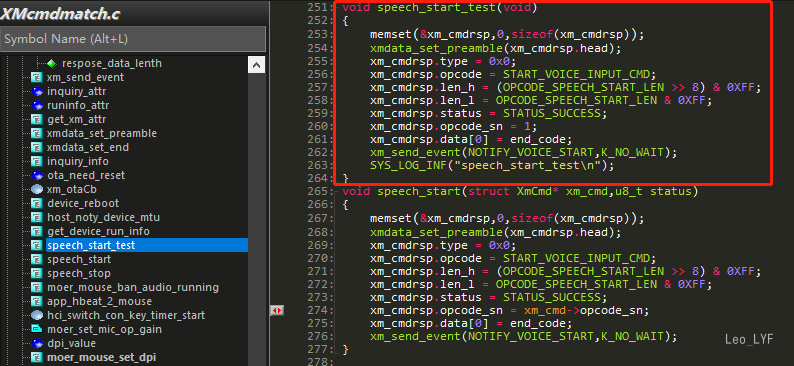 XMcmdmatch.c
Symbol Name (Alt+L)
respose_data_lenth
xm_send_event
inquiry_attr
runinfo_attr
get_xm_attr
xmdata_set_preamble
xmdata_set_end
inquiry_info
ota_need_reset
xm_otaCb
device_reboot
host_noty_device_mtu
get_device_run_info
speech_start_test
speech_start
speech_stop
moer_mouse_ban_audio_running
app_hbeat_2_mouse
hci_switch_con_key_timer_start
moer_set_mic_op_gain
dpi_value
moer_mouse_set_dpi
251: void speech_start_test(void)
252: {
253: memset(&xm_cmdrsp,0,sizeof(xm_cmdrsp));
254: xmdata_set_preamble(xm_cmdrsp.head);
255: xm_cmdrsp.type = 0x0;
256: xm_cmdrsp.opcode = START_VOICE_INPUT_CMD;
257: xm_cmdrsp.len_h = (OPCODE_SPEECH_START_LEN >> 8) & 0XFF;
258: xm_cmdrsp.len_l = OPCODE_SPEECH_START_LEN & 0XFF;
259: xm_cmdrsp.status = STATUS_SUCCESS;
260: xm_cmdrsp.opcode_sn = 1;
261: xm_cmdrsp.data[0] = end_code;
262: xm_send_event(NOTIFY_VOICE_START,K_NO_WAIT);
263: SYS_LOG_INF("speech_start_test\n");
264: }
265: void speech_start(struct XmCmd* xm_cmd,u8_t status)
266: {
267: memset(&xm_cmdrsp,0,sizeof(xm_cmdrsp));
268: xmdata_set_preamble(xm_cmdrsp.head);
269: xm_cmdrsp.type = 0x0;
270: xm_cmdrsp.opcode = START_VOICE_INPUT_CMD;
271: xm_cmdrsp.len_h = (OPCODE_SPEECH_START_LEN >> 8) & 0XFF;
272: xm_cmdrsp.len_l = OPCODE_SPEECH_START_LEN & 0XFF;
273: xm_cmdrsp.status = STATUS_SUCCESS;
274: xm_cmdrsp.opcode_sn = xm_cmd->opcode_sn;
275: xm_cmdrsp.data[0] = end_code;
276: xm_send_event(NOTIFY_VOICE_START,K_NO_WAIT);
277: }
278:
Leo_LYF